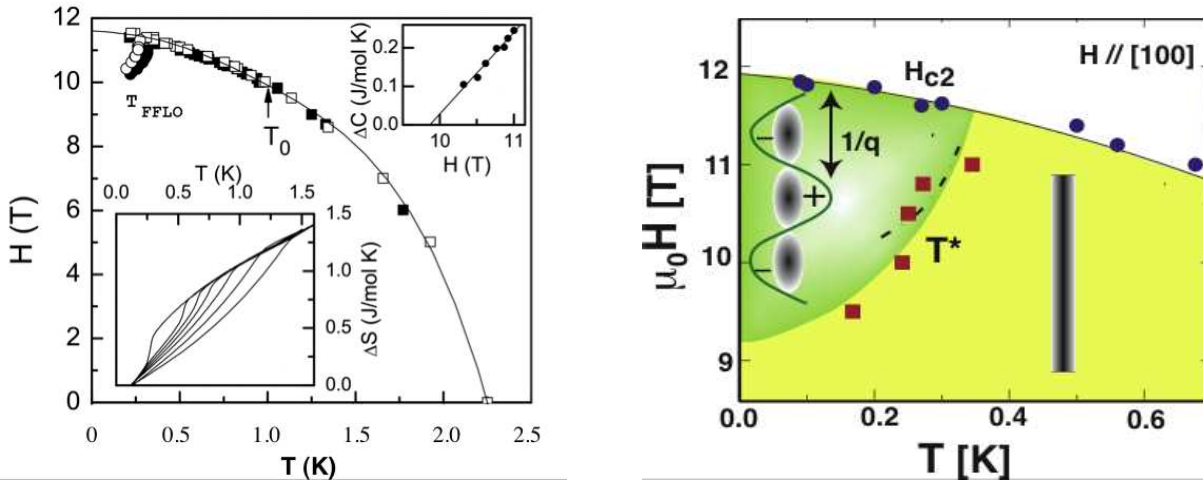 12
10
8
6
4
2
0
H (T)
0
0.5
1.0
1.5
2.0
2.5
T (K)
T FFLO
T0
0.2
0.1
0.0
ΔC (J/mol K)
10
11
H (T)
T (K)
0.0
0.5
1.0
1.5
1.5
1.0
0.5
0.0
ΔS (J/mol K)
12
11
10
9
μ0H [T]
0.0
0.2
0.4
0.6
T [K]
H // [100]
Hc2
1/q
T*
−
+
−